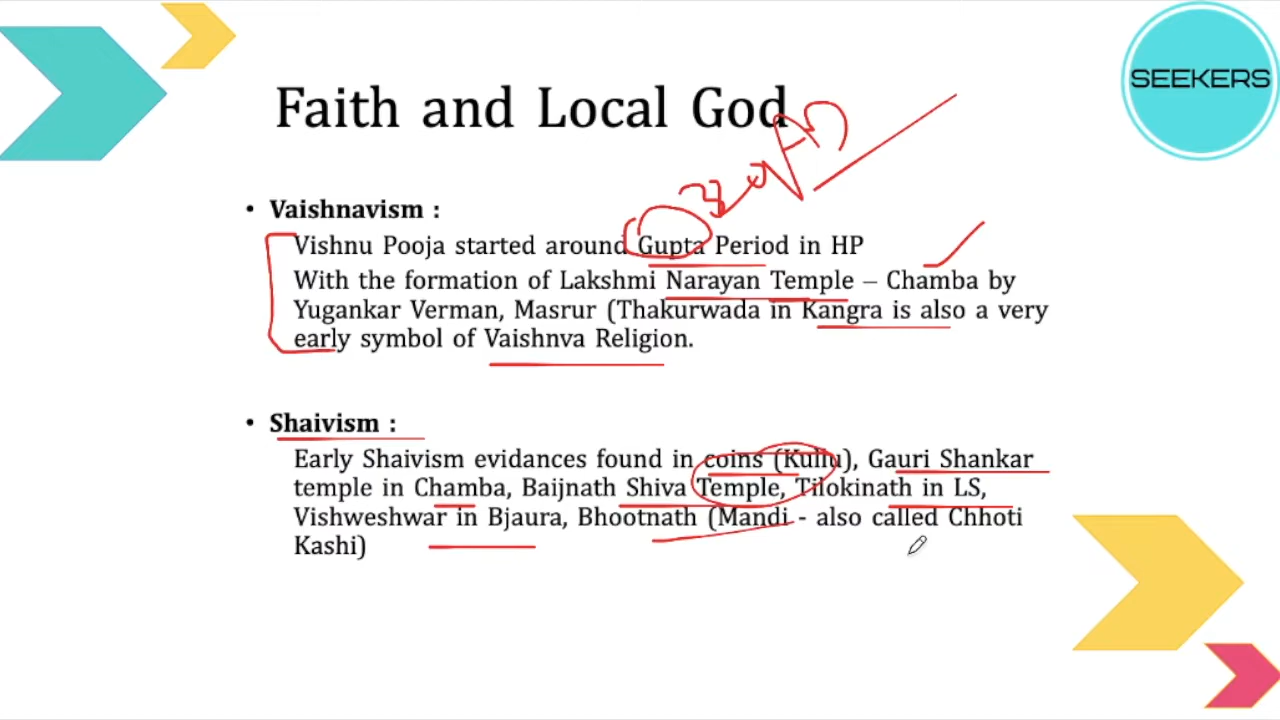 SEEKERS
Faith and Local God
• Vaishnavism :
Vishnu Pooja started around Gupta Period in HP
With the formation of Lakshmi Narayan Temple – Chamba by
Yugankar Verman, Masrur (Thakurwada in Kangra is also a very
early symbol of Vaishnva Religion.
• Shaivism :
Early Shaivism evidances found in coins (Kullu), Gauri Shankar
temple in Chamba, Baijnath Shiva Temple, Tilokinath in LS,
Vishweshwar in Bjaura, Bhootnath (Mandi - also called Chhoti
Kashi)